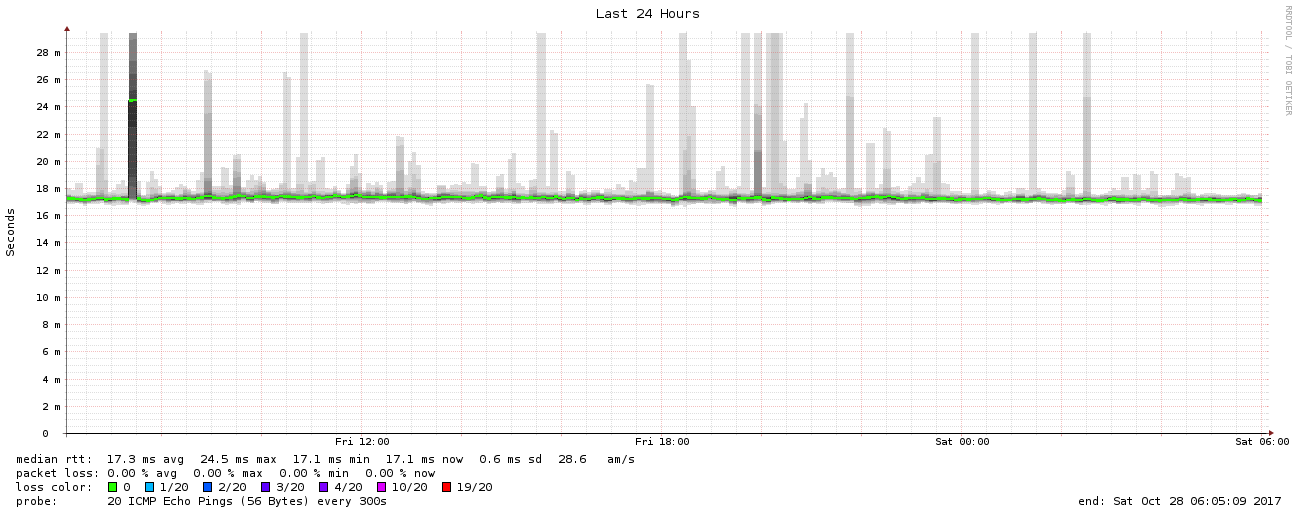 Last 24 Hours
RRDTOOL / TOBI OETIKER
Seconds
28 m
26 m
24 m
22 m
20 m
18 m
16 m
14 m
12 m
10 m
8 m
6 m
4 m
2 m
0
Fri 12:00 Fri 18:00 Sat 00:00 Sat 06:00
median rtt: 17.3 ms avg 24.5 ms max 17.1 ms min 17.1 ms now 0.6 ms sd 28.6 am/s
packet loss: 0.00 % avg 0.00 % max 0.00 % min 0.00 % now
loss color: 0 1/20 2/20 3/20 4/20 10/20 19/20
probe: 20 ICMP Echo Pings (56 Bytes) every 300s end: Sat Oct 28 06:05:09 2017